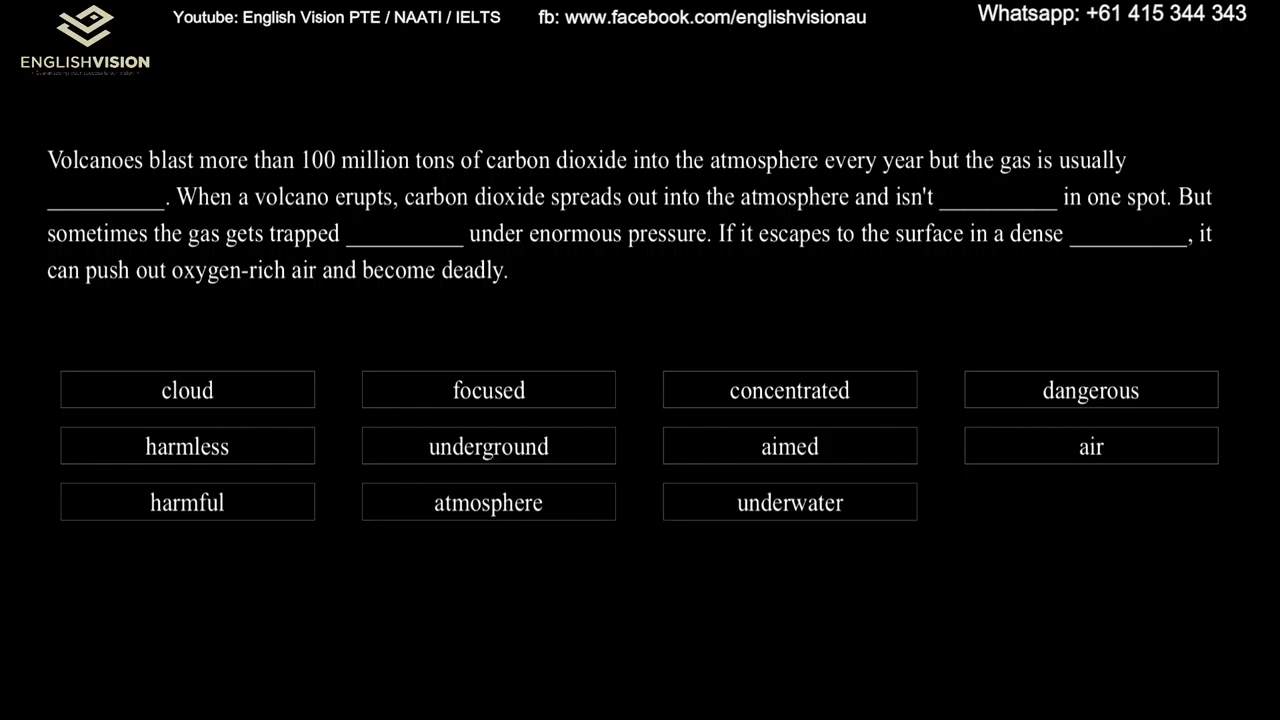 Youtube: English Vision PTE / NAATI / IELTS fb: www.facebook.com/englishvisionau Whatsapp: +61 415 344 343
ENGLISHVISION
Volcanoes blast more than 100 million tons of carbon dioxide into the atmosphere every year but the gas is usually
__________. When a volcano erupts, carbon dioxide spreads out into the atmosphere and isn't __________ in one spot. But
sometimes the gas gets trapped __________ under enormous pressure. If it escapes to the surface in a dense __________, it
can push out oxygen-rich air and become deadly.
cloud focused concentrated dangerous
harmless underground aimed air
harmful atmosphere underwater